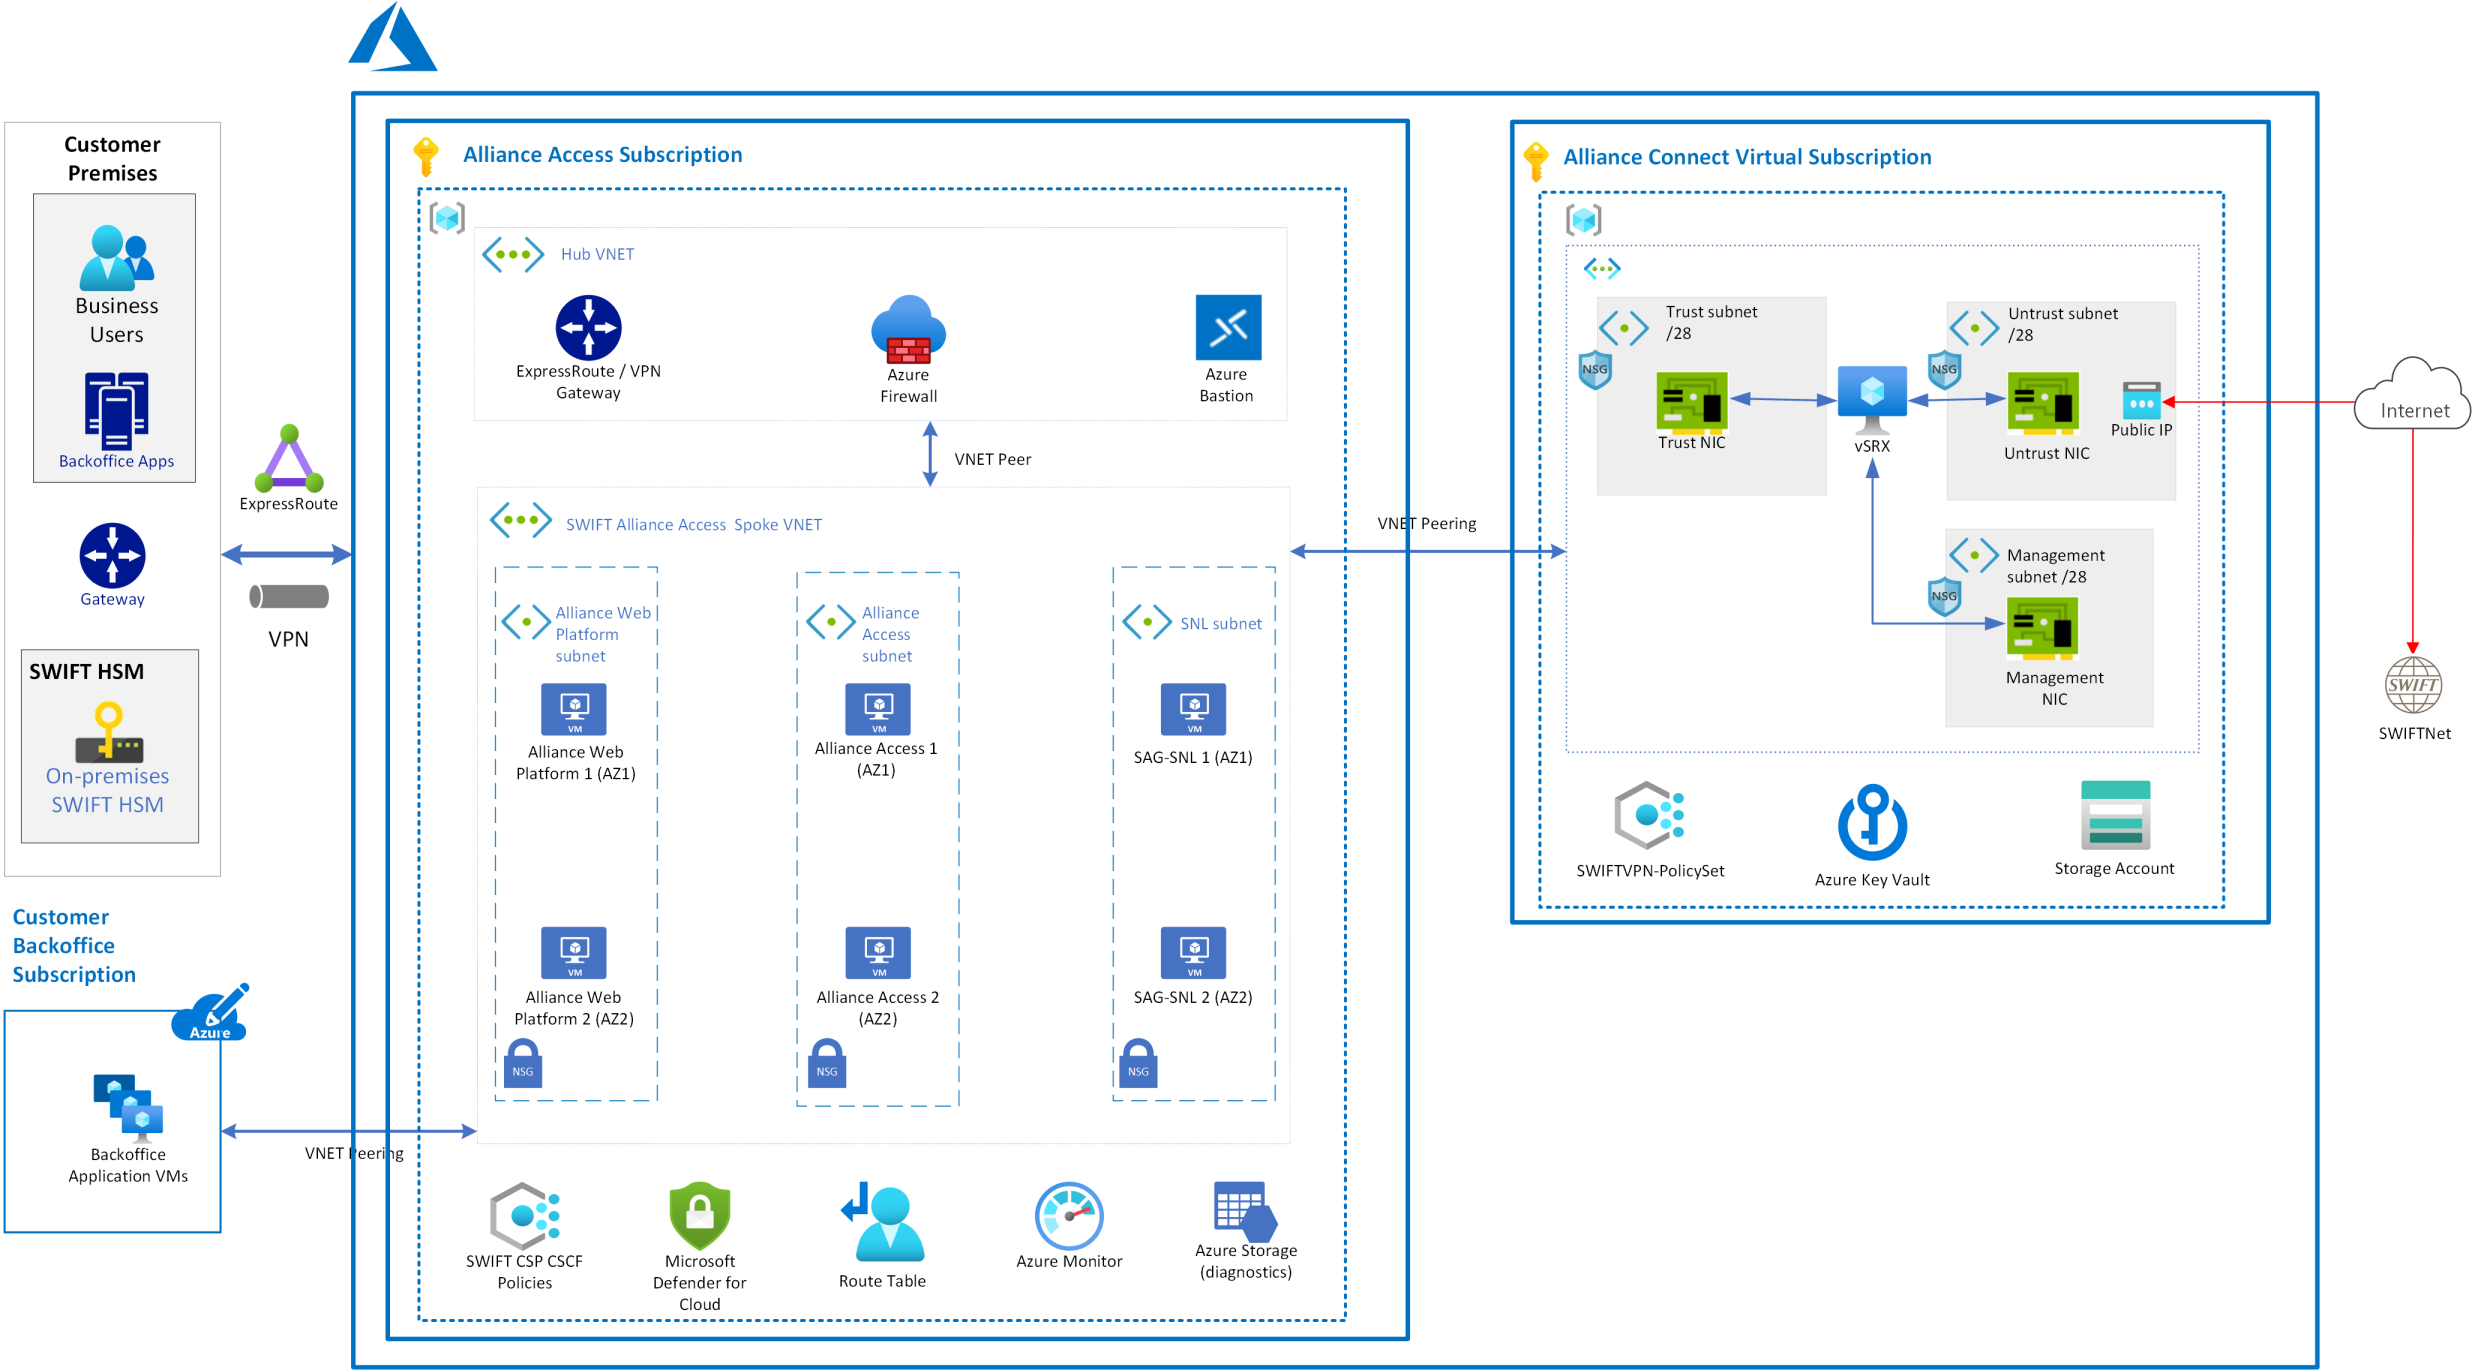 Customer
Premises
Business
Users
Backoffice Apps
Gateway
SWIFT HSM
On-premises
SWIFT HSM
ExpressRoute
VPN
Customer
Backoffice
Subscription
Azure
Backoffice
Application VMs
VNET Peering
Alliance Access Subscription
Hub VNET
ExpressRoute / VPN
Gateway
Azure
Firewall
Azure
Bastion
VNET Peer
SWIFT Alliance Access Spoke VNET
Alliance Web
Platform
subnet
VM
Alliance Web
Platform 1 (AZ1)
VM
Alliance Web
Platform 2 (AZ2)
NSG
Alliance
Access
subnet
VM
Alliance Access 1
(AZ1)
VM
Alliance Access 2
(AZ2)
NSG
SNL subnet
VM
SAG-SNL 1 (AZ1)
VM
SAG-SNL 2 (AZ2)
NSG
SWIFT CSP CSCF
Policies
Microsoft
Defender for
Cloud
Route Table
Azure Monitor
Azure Storage
(diagnostics)
VNET Peering
Alliance Connect Virtual Subscription
Trust subnet
/28
NSG
Trust NIC
vSRX
Untrust subnet
/28
NSG
Untrust NIC
Public IP
Management
subnet /28
NSG
Management
NIC
SWIFTVPN-PolicySet
Azure Key Vault
Storage Account
Internet
SWIFT
SWIFTNet